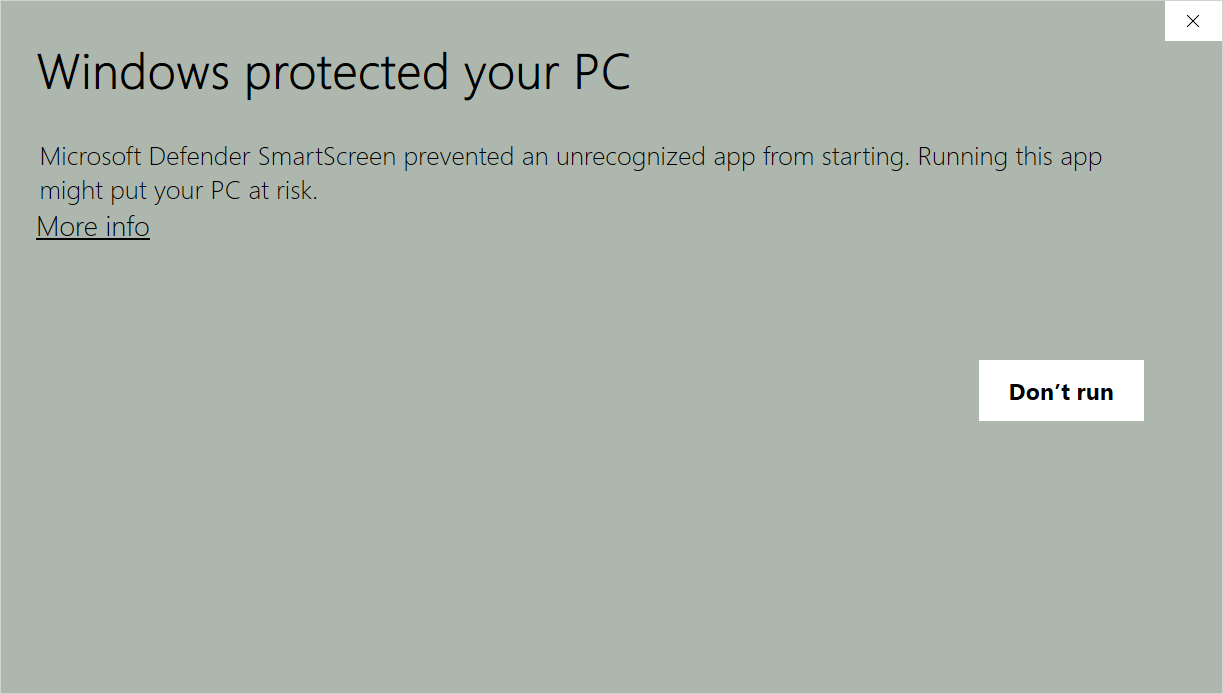 Windows protected your PC
Microsoft Defender SmartScreen prevented an unrecognized app from starting. Running this app
might put your PC at risk.
More info
Don’t run